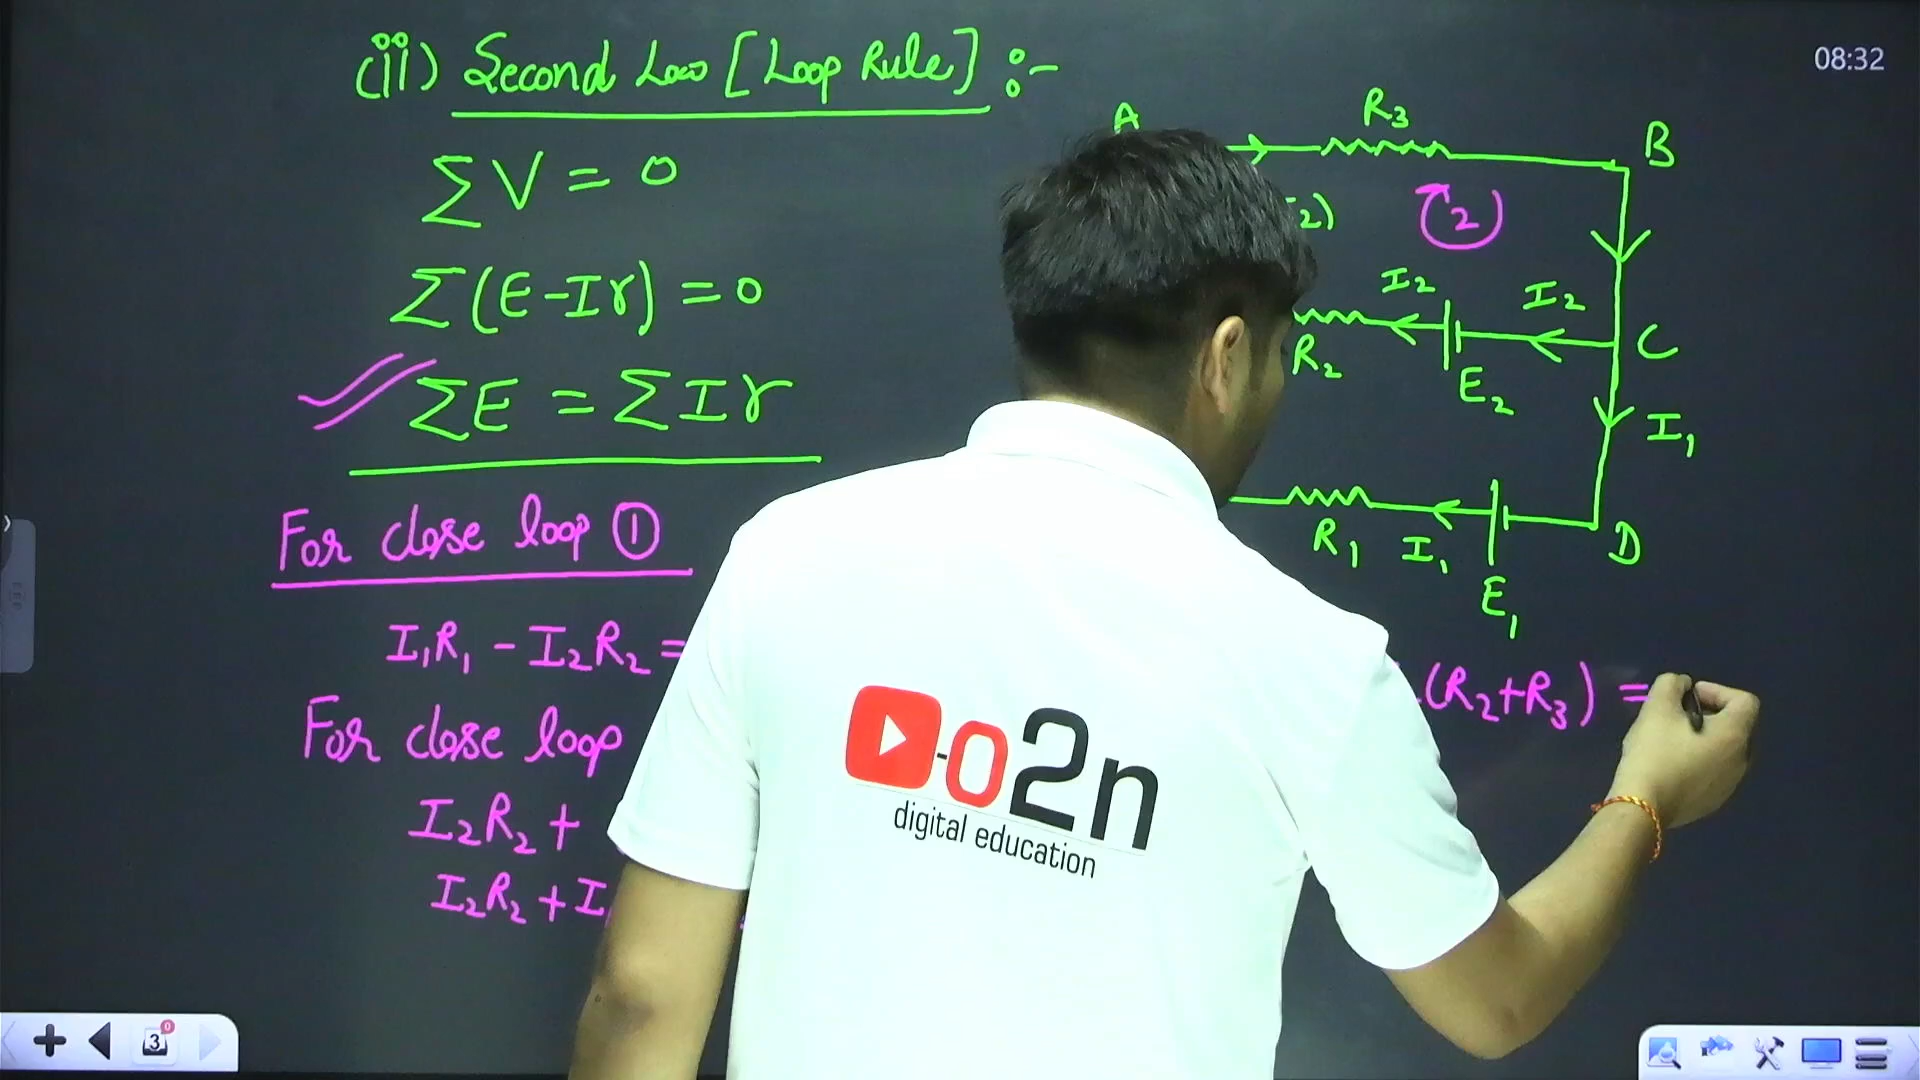 (ii) Second Law [Loop Rule] :-
08:32
ΣV = 0
Σ(E-Ir) = 0
ΣE = ΣIr
For close loop ①
I₁R₁ - I₂R₂ =
For close loop
I₂R₂ +
I₂R₂ + I
A
R₃
B
2)
2
I₂
I₂
R₂
E₂
C
I₁
R₁
I₁
E₁
D
(R₂+R₃) =
-o2n
digital education
3
0